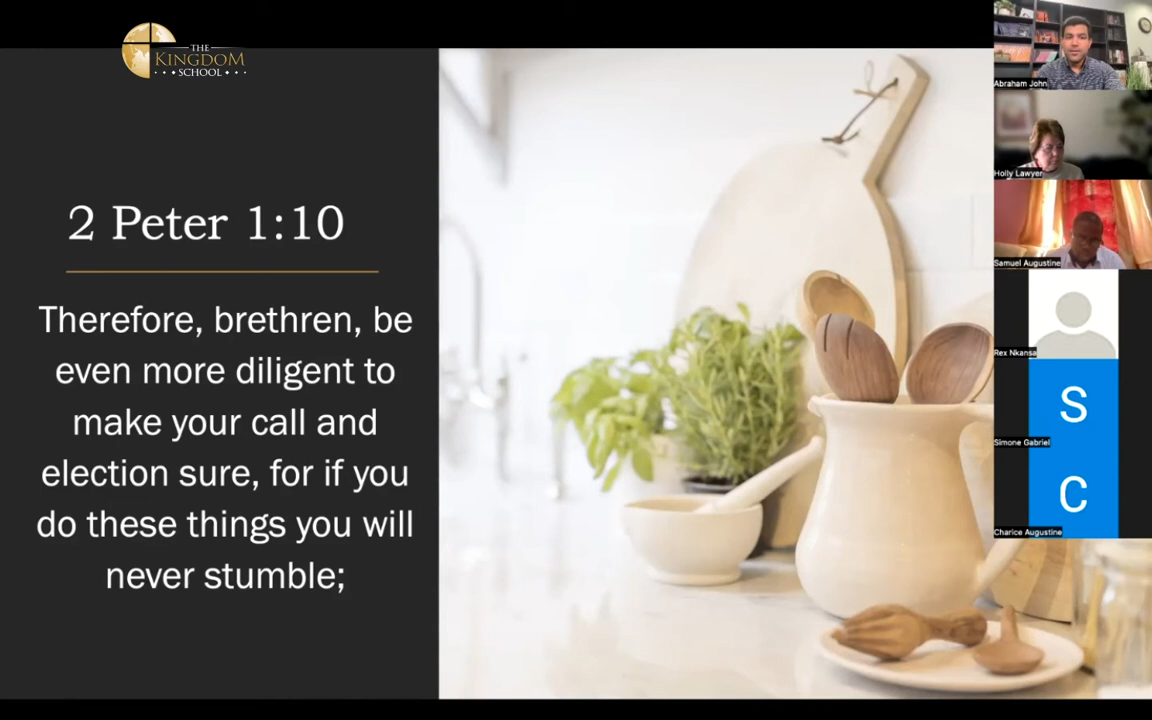 THE
KINGDOM
SCHOOL
2 Peter 1:10
Therefore, brethren, be
even more diligent to
make your call and
election sure, for if you
do these things you will
never stumble;
Abraham John
Holly Lawyer
Samuel Augustine
Rex Nkansa
S
Simone Gabriel
C
Charice Augustine